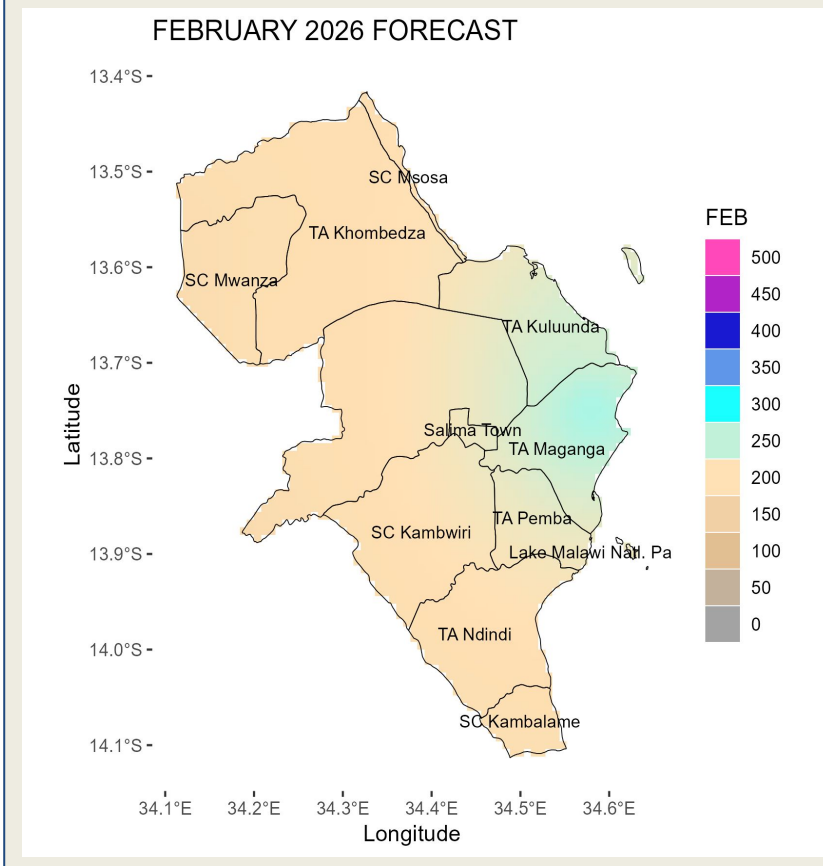 FEBRUARY 2026 FORECAST
13.4°S
13.5°S
13.6°S
13.7°S
13.8°S
13.9°S
14.0°S
14.1°S
Latitude
SC Msosa
TA Khombedza
SC Mwanza
TA Kuluunda
Salima Town
TA Maganga
TA Pemba
SC Kambwiri
Lake Malawi Natl. Pa
TA Ndindi
SC Kambalame
34.1°E 34.2°E 34.3°E 34.4°E 34.5°E 34.6°E
Longitude
FEB
500
450
400
350
300
250
200
150
100
50
0